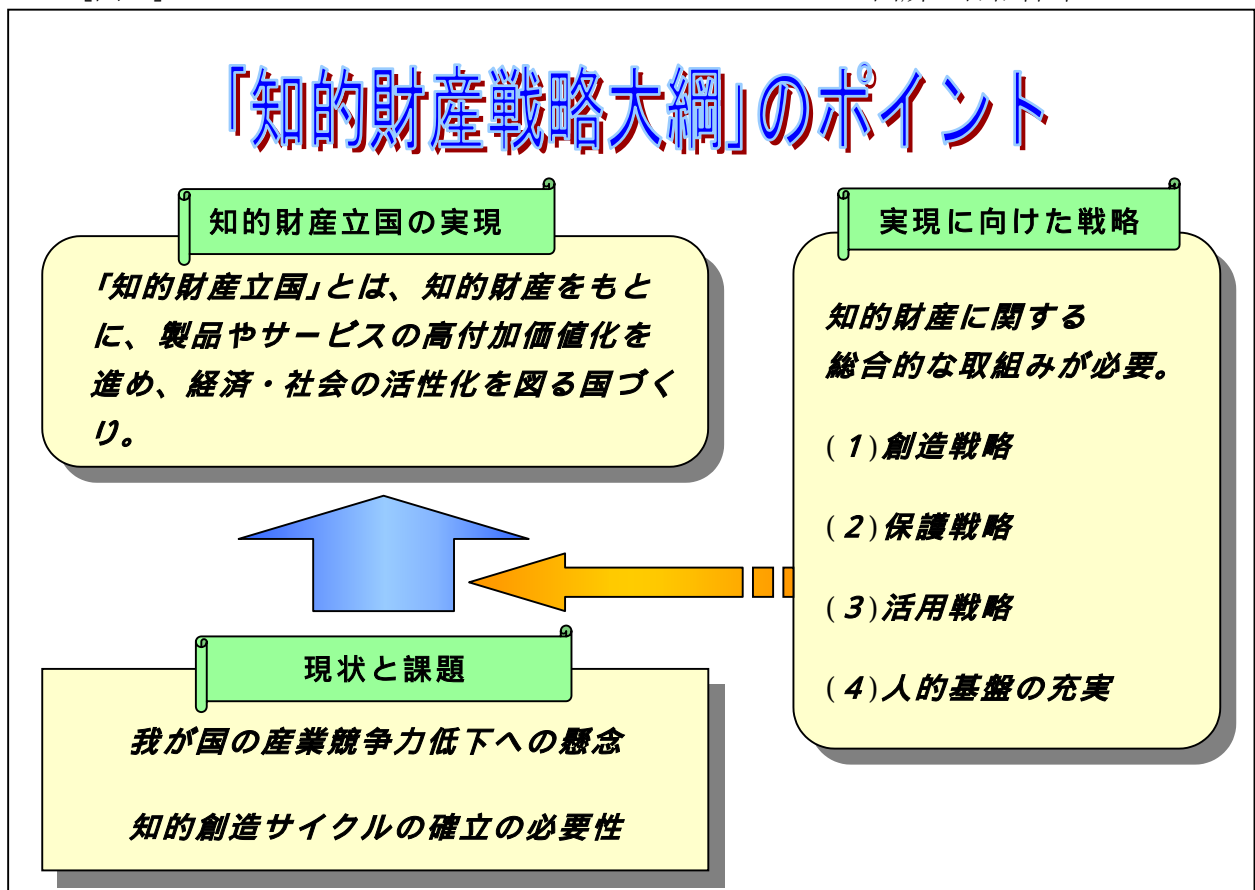 「知的財産戦略大綱」のポイント
知的財産立国の実現
「知的財産立国」とは、知的財産をもと
に、製品やサービスの高付加価値化を
進め、経済・社会の活性化を図る国づく
り。
実現に向けた戦略
知的財産に関する
総合的な取組みが必要。
(1)創造戦略
(2)保護戦略
(3)活用戦略
(4)人的基盤の充実
現状と課題
我が国の産業競争力低下への懸念
知的創造サイクルの確立の必要性